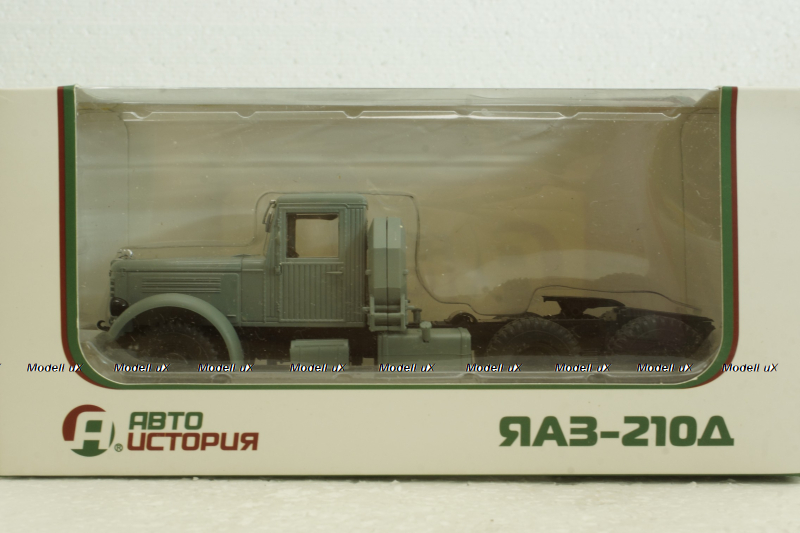 Modell uX Modell uX Modell uX Modell uX Modell uX Modell uX Modell uX Modell uX Modell uX
А® АВТО
ИСТОРИЯ
ЯАЗ-210Д